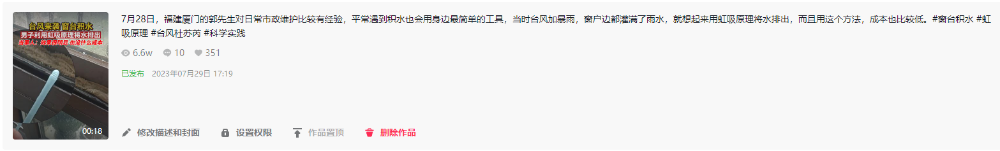 台风来袭 窗台积水
男子利用虹吸原理将水排出
当事人：效果很明显 也没什么成本
00:18
7月28日，福建厦门的郭先生对日常市政维护比较有经验，平常遇到积水也会用身边最简单的工具，当时台风加暴雨，窗户边都灌满了雨水，就想起来用虹吸原理将水排出，而且用这个方法，成本也比较低。#窗台积水 #虹
吸原理 #台风杜苏芮 #科学实践
6.6w 10 351
已发布 2023年07月29日 17:19
修改描述和封面 设置权限 作品置顶 删除作品